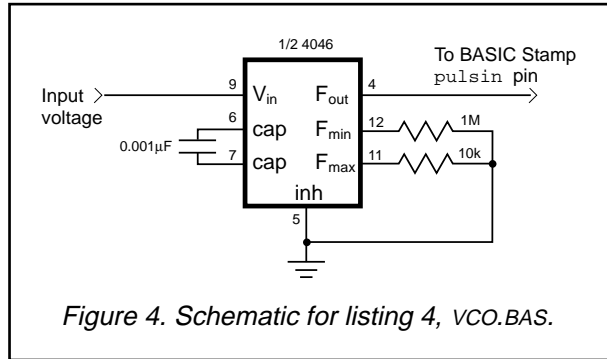 1/2 4046
To BASIC Stamp
pulsin pin
Input
voltage
9
Vin
Fout
4
6
cap
Fmin
12
1M
0.001µF
7
cap
Fmax
11
10k
inh
5
Figure 4. Schematic for listing 4, VCO.BAS.